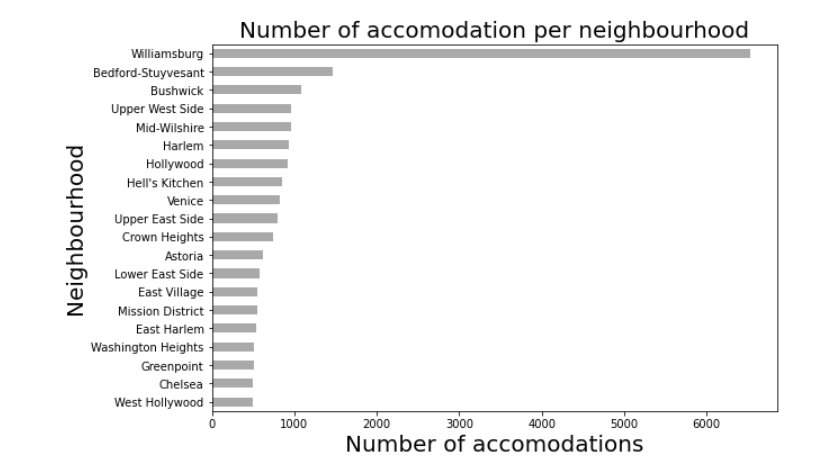 Number of accomodation per neighbourhood
Williamsburg
Bedford-Stuyvesant
Bushwick
Upper West Side
Mid-Wilshire
Harlem
Hollywood
Hell's Kitchen
Venice
Upper East Side
Crown Heights
Astoria
Lower East Side
East Village
Mission District
East Harlem
Washington Heights
Greenpoint
Chelsea
West Hollywood
Neighbourhood
0 1000 2000 3000 4000 5000 6000
Number of accomodations